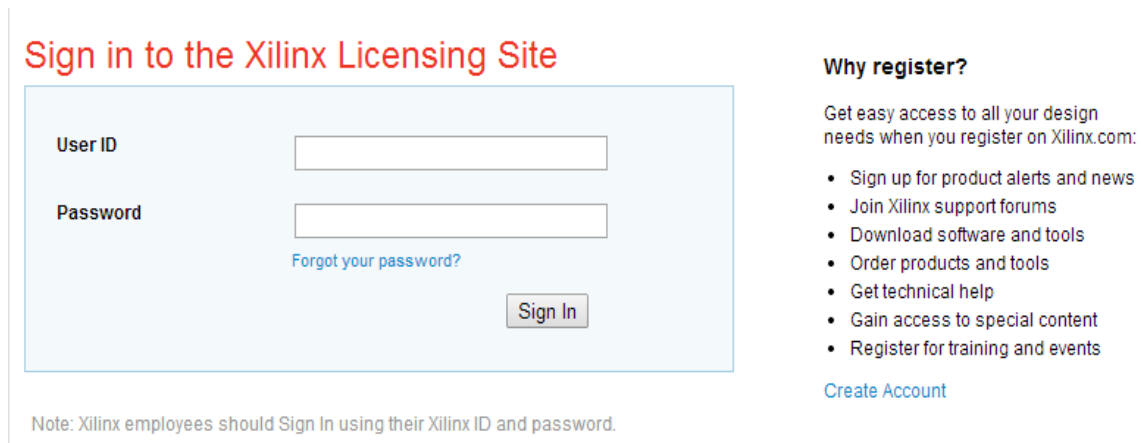 Sign in to the Xilinx Licensing Site
User ID
Password
Forgot your password?
Sign In
Note: Xilinx employees should Sign In using their Xilinx ID and password.
Why register?
Get easy access to all your design
needs when you register on Xilinx.com:
• Sign up for product alerts and news
• Join Xilinx support forums
• Download software and tools
• Order products and tools
• Get technical help
• Gain access to special content
• Register for training and events
Create Account